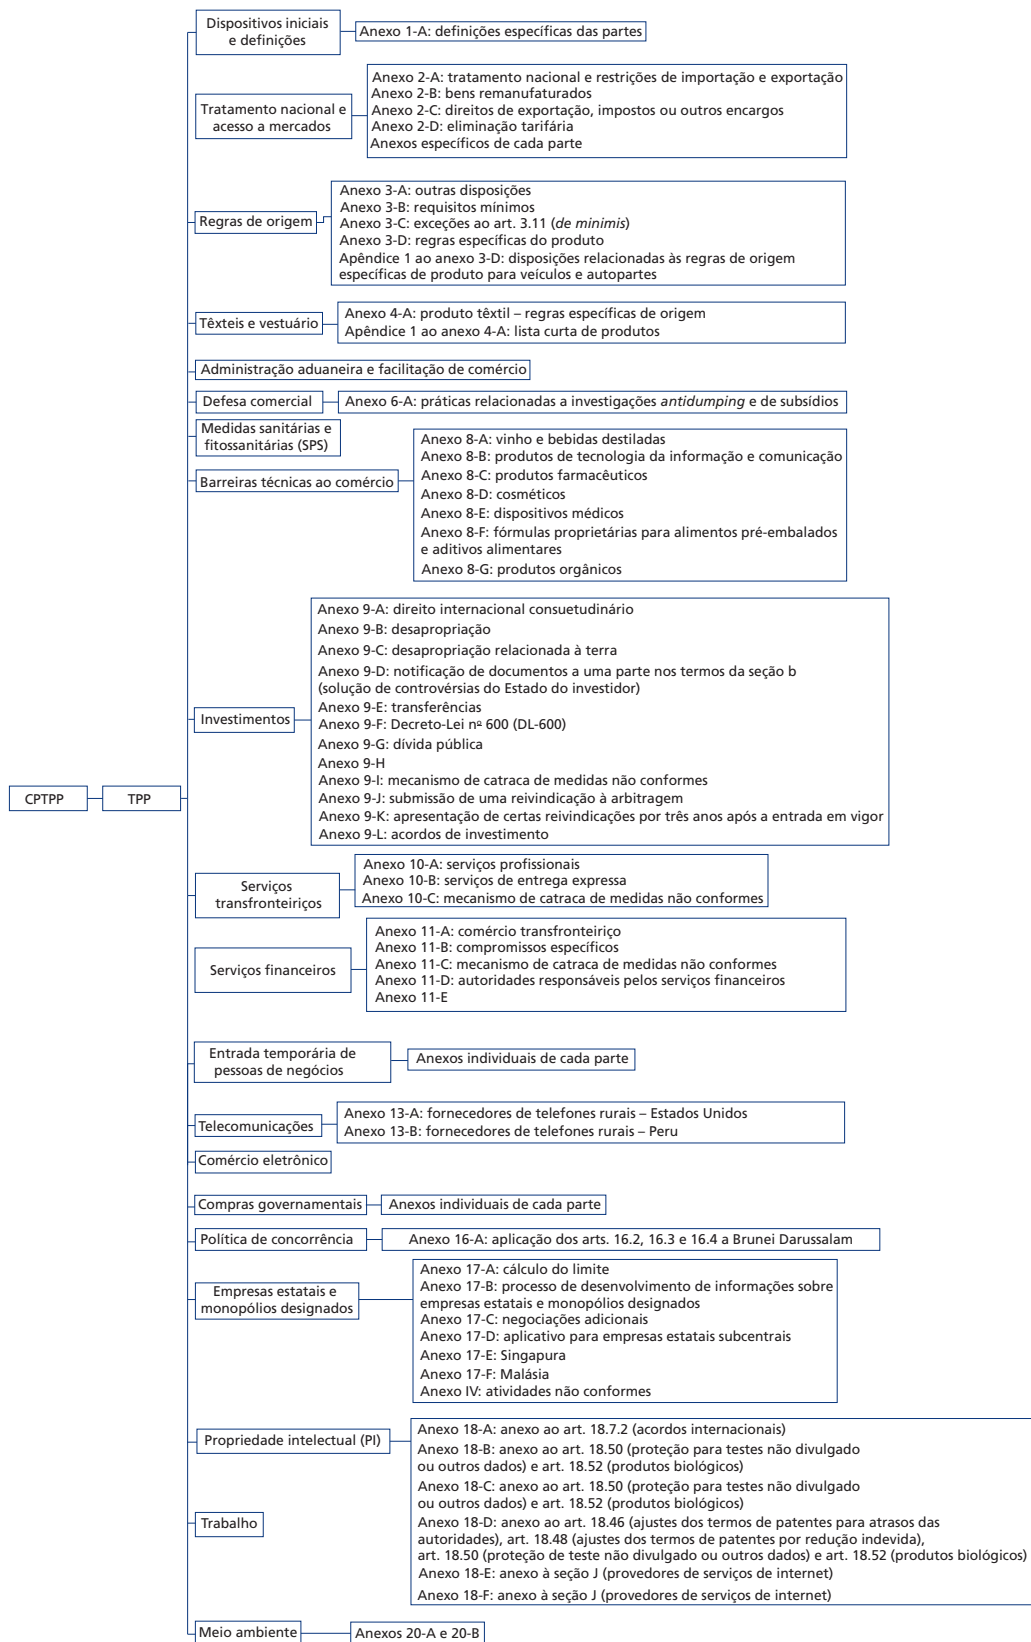 Dispositivos iniciais
e definições
Anexo 1-A: definições específicas das partes
Tratamento nacional e
acesso a mercados
Anexo 2-A: tratamento nacional e restrições de importação e exportação
Anexo 2-B: bens remanufaturados
Anexo 2-C: direitos de exportação, impostos ou outros encargos
Anexo 2-D: eliminação tarifária
Anexos específicos de cada parte
Regras de origem
Anexo 3-A: outras disposições
Anexo 3-B: requisitos mínimos
Anexo 3-C: exceções ao art. 3.11 (de minimis)
Anexo 3-D: regras específicas do produto
Apêndice 1 ao anexo 3-D: disposições relacionadas às regras de origem
específicas de produto para veículos e autopartes
Têxteis e vestuário
Anexo 4-A: produto têxtil – regras específicas de origem
Apêndice 1 ao anexo 4-A: lista curta de produtos
Administração aduaneira e facilitação de comércio
Defesa comercial
Anexo 6-A: práticas relacionadas a investigações antidumping e de subsídios
Medidas sanitárias e
fitossanitárias (SPS)
Barreiras técnicas ao comércio
Anexo 8-A: vinho e bebidas destiladas
Anexo 8-B: produtos de tecnologia da informação e comunicação
Anexo 8-C: produtos farmacêuticos
Anexo 8-D: cosméticos
Anexo 8-E: dispositivos médicos
Anexo 8-F: fórmulas proprietárias para alimentos pré-embalados
e aditivos alimentares
Anexo 8-G: produtos orgânicos
Investimentos
Anexo 9-A: direito internacional consuetudinário
Anexo 9-B: desapropriação
Anexo 9-C: desapropriação relacionada à terra
Anexo 9-D: notificação de documentos a uma parte nos termos da seção b
(solução de controvérsias do Estado do investidor)
Anexo 9-E: transferências
Anexo 9-F: Decreto-Lei nº 600 (DL-600)
Anexo 9-G: dívida pública
Anexo 9-H
Anexo 9-I: mecanismo de catraca de medidas não conformes
Anexo 9-J: submissão de uma reivindicação à arbitragem
Anexo 9-K: apresentação de certas reivindicações por três anos após a entrada em vigor
Anexo 9-L: acordos de investimento
CPTPP
TPP
Serviços
transfronteiriços
Anexo 10-A: serviços profissionais
Anexo 10-B: serviços de entrega expressa
Anexo 10-C: mecanismo de catraca de medidas não conformes
Serviços financeiros
Anexo 11-A: comércio transfronteiriço
Anexo 11-B: compromissos específicos
Anexo 11-C: mecanismo de catraca de medidas não conformes
Anexo 11-D: autoridades responsáveis pelos serviços financeiros
Anexo 11-E
Entrada temporária de
pessoas de negócios
Anexos individuais de cada parte
Telecomunicações
Anexo 13-A: fornecedores de telefones rurais – Estados Unidos
Anexo 13-B: fornecedores de telefones rurais – Peru
Comércio eletrônico
Compras governamentais
Anexos individuais de cada parte
Política de concorrência
Anexo 16-A: aplicação dos arts. 16.2, 16.3 e 16.4 a Brunei Darussalam
Empresas estatais e
monopólios designados
Anexo 17-A: cálculo do limite
Anexo 17-B: processo de desenvolvimento de informações sobre
empresas estatais e monopólios designados
Anexo 17-C: negociações adicionais
Anexo 17-D: aplicativo para empresas estatais subcentrais
Anexo 17-E: Singapura
Anexo 17-F: Malásia
Anexo IV: atividades não conformes
Propriedade intelectual (PI)
Anexo 18-A: anexo ao art. 18.7.2 (acordos internacionais)
Anexo 18-B: anexo ao art. 18.50 (proteção para testes não divulgado
ou outros dados) e art. 18.52 (produtos biológicos)
Anexo 18-C: anexo ao art. 18.50 (proteção para testes não divulgado
ou outros dados) e art. 18.52 (produtos biológicos)
Anexo 18-D: anexo ao art. 18.46 (ajustes dos termos de patentes para atrasos das
autoridades), art. 18.48 (ajustes dos termos de patentes por redução indevida),
art. 18.50 (proteção de teste não divulgado ou outros dados) e art. 18.52 (produtos biológicos)
Anexo 18-E: anexo à seção J (provedores de serviços de internet)
Anexo 18-F: anexo à seção J (provedores de serviços de internet)
Trabalho
Meio ambiente
Anexos 20-A e 20-B